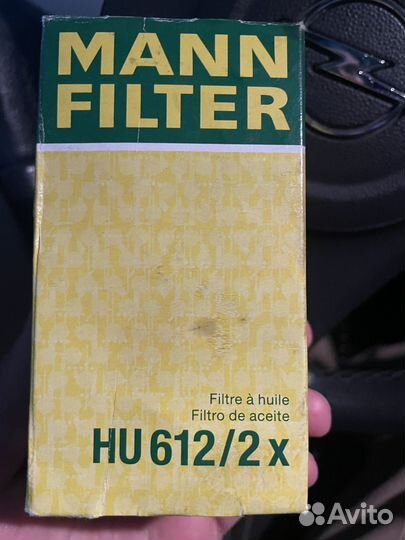 MANN
FILTER
Filtre à huile
Filtro de aceite
HU 612/2 x
Avito